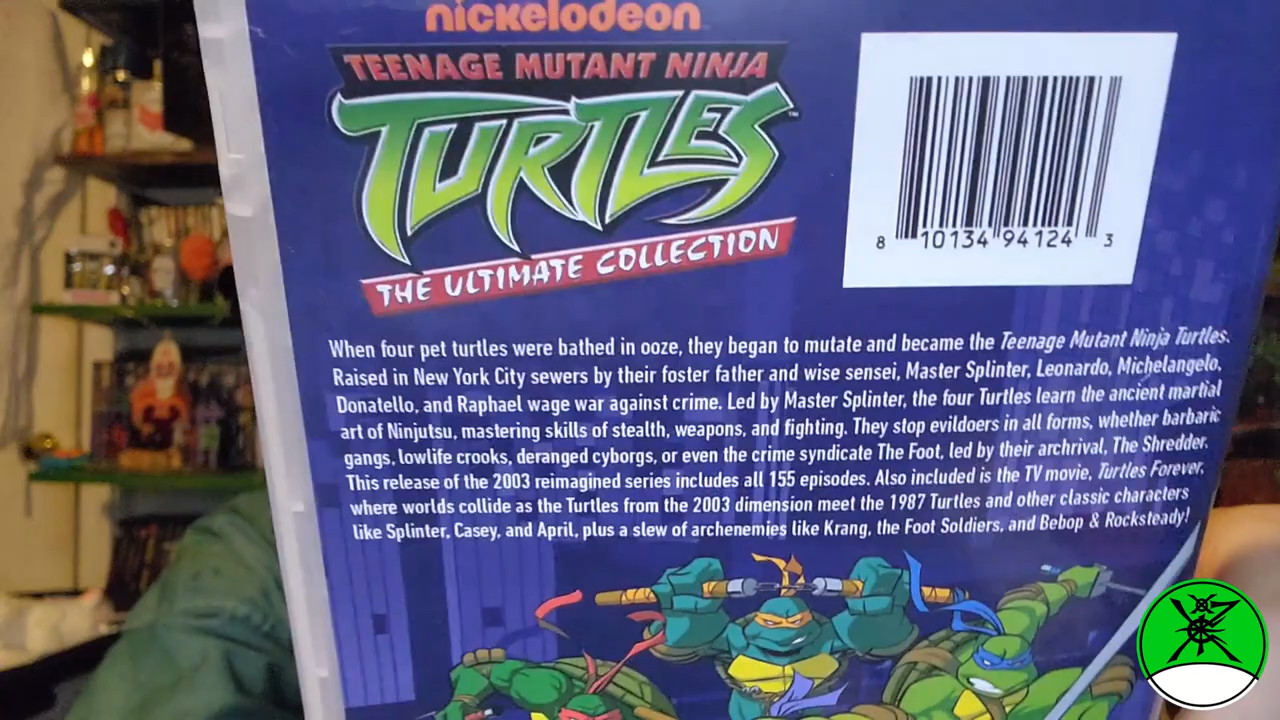 nickelodeon
TEENAGE MUTANT NINJA
TURTLES™
THE ULTIMATE COLLECTION
8 10134 94124 3
When four pet turtles were bathed in ooze, they began to mutate and became the Teenage Mutant Ninja Turtles.
Raised in New York City sewers by their foster father and wise sensei, Master Splinter, Leonardo, Michelangelo,
Donatello, and Raphael wage war against crime. Led by Master Splinter, the four Turtles learn the ancient martial
art of Ninjutsu, mastering skills of stealth, weapons, and fighting. They stop evildoers in all forms, whether barbaric
gangs, lowlife crooks, deranged cyborgs, or even the crime syndicate The Foot, led by their archrival, The Shredder.
This release of the 2003 reimagined series includes all 155 episodes. Also included is the TV movie, Turtles Forever,
where worlds collide as the Turtles from the 2003 dimension meet the 1987 Turtles and other classic characters
like Splinter, Casey, and April, plus a slew of archenemies like Krang, the Foot Soldiers, and Bebop & Rocksteady!